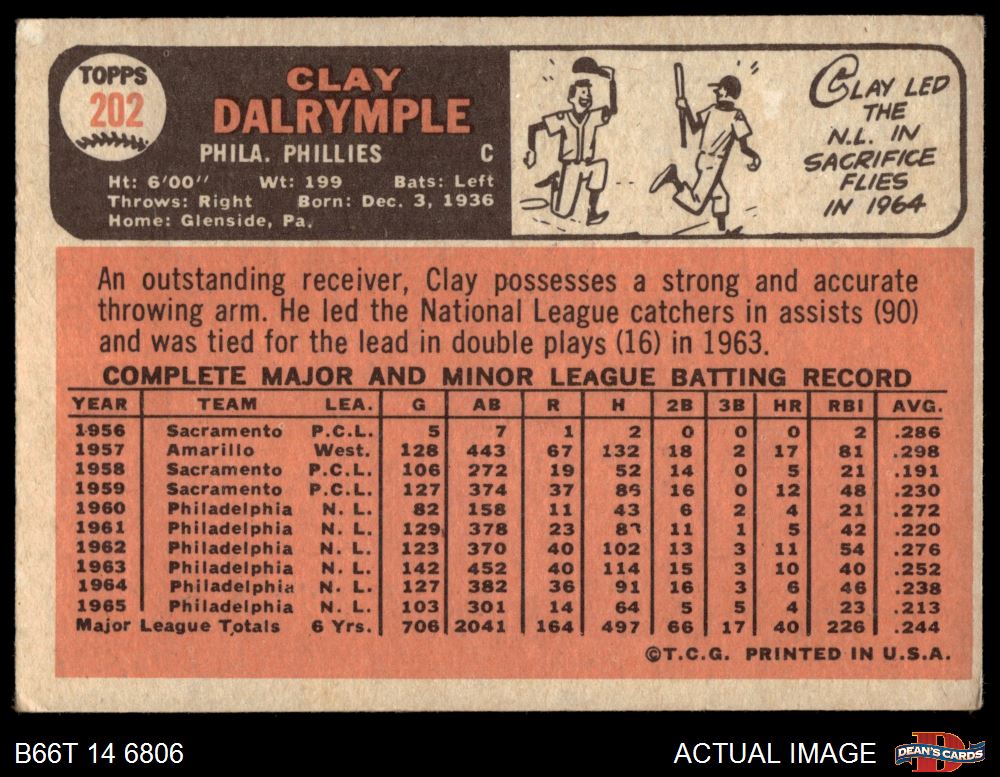 TOPPS
202
CLAY
DALRYMPLE
PHILA. PHILLIES C
Ht: 6'00" Wt: 199 Bats: Left
Throws: Right Born: Dec. 3, 1936
Home: Glenside, Pa.
CLAY LED
THE
N.L. IN
SACRIFICE
FLIES
IN 1964
An outstanding receiver, Clay possesses a strong and accurate
throwing arm. He led the National League catchers in assists (90)
and was tied for the lead in double plays (16) in 1963.
COMPLETE MAJOR AND MINOR LEAGUE BATTING RECORD
YEAR TEAM LEA. G AB R H 2B 3B HR RBI AVG.
1956 Sacramento P.C.L. 5 7 1 2 0 0 0 2 .286
1957 Amarillo West. 128 443 67 132 18 2 17 81 .298
1958 Sacramento P.C.L. 106 272 19 52 14 0 5 21 .191
1959 Sacramento P.C.L. 127 374 37 86 16 0 12 48 .230
1960 Philadelphia N. L. 82 158 11 43 6 2 4 21 .272
1961 Philadelphia N. L. 129 378 23 83 11 1 5 42 .220
1962 Philadelphia N. L. 123 370 40 102 13 3 11 54 .276
1963 Philadelphia N. L. 142 452 40 114 15 3 10 40 .252
1964 Philadelphia N. L. 127 382 36 91 16 3 6 46 .238
1965 Philadelphia N. L. 103 301 14 64 5 5 4 23 .213
Major League Totals 6 Yrs. 706 2041 164 497 66 17 40 226 .244
©T.C.G. PRINTED IN U.S.A.
B66T 14 6806 ACTUAL IMAGE
DEAN'S CARDS